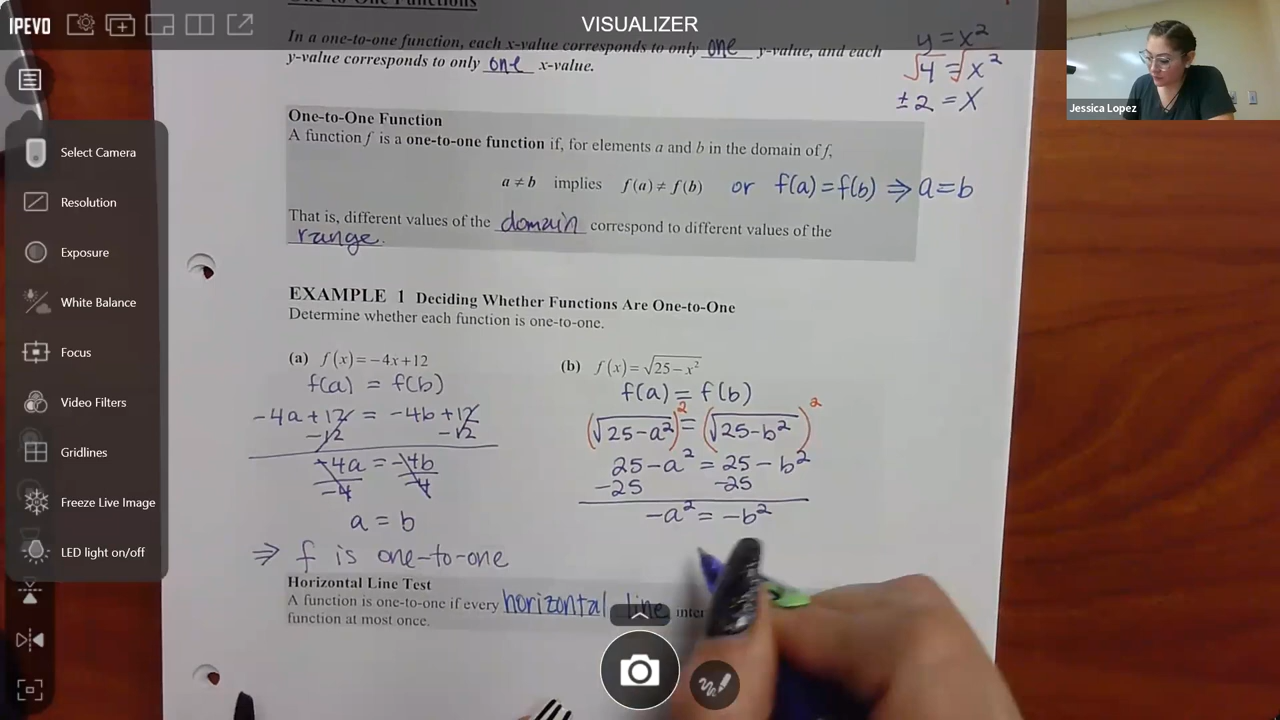 One-to-One Functions
IPEVO
VISUALIZER
In a one-to-one function, each x-value corresponds to only one y-value, and each
y-value corresponds to only one x-value.
y = x²
√4 = √x²
±2 = x
Jessica Lopez
Select Camera
Resolution
Exposure
White Balance
Focus
Video Filters
Gridlines
Freeze Live Image
LED light on/off
One-to-One Function
A function f is a one-to-one function if, for elements a and b in the domain of f,
a ≠ b implies f(a) ≠ f(b) or f(a) = f(b) ⇒ a = b
That is, different values of the domain correspond to different values of the
range.
EXAMPLE 1 Deciding Whether Functions Are One-to-One
Determine whether each function is one-to-one.
(a) f(x) = −4x+12
f(a) = f(b)
-4a+12 = -4b+12
-12 -12
-4a = -4b
-4 -4
a = b
⇒ f is one-to-one
(b) f(x) = √25−x²
f(a) = f(b)
(√25-a²)² = (√25-b²)²
25-a² = 25-b²
-25 -25
-a² = -b²
Horizontal Line Test
A function is one-to-one if every horizontal line inter
function at most once.